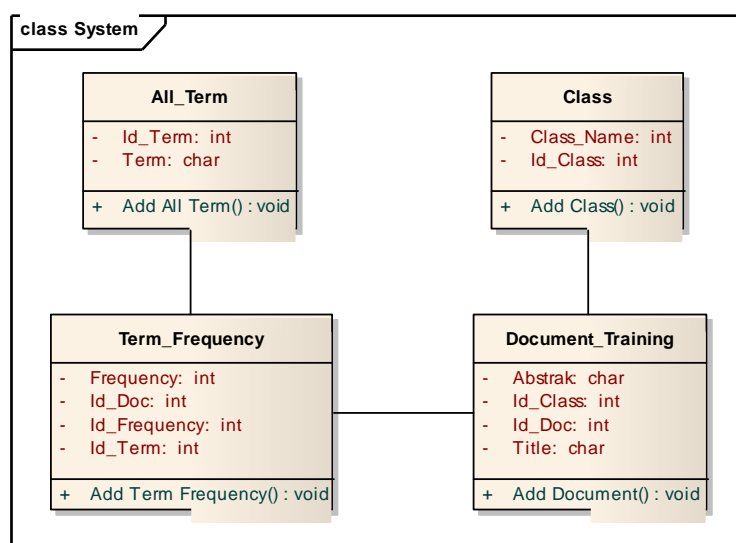 class System
All_Term
- Id_Term: int
- Term: char
+ Add All Term() : void
Class
- Class_Name: int
- Id_Class: int
+ Add Class() : void
Term_Frequency
- Frequency: int
- Id_Doc: int
- Id_Frequency: int
- Id_Term: int
+ Add Term Frequency() : void
Document_Training
- Abstrak: char
- Id_Class: int
- Id_Doc: int
- Title: char
+ Add Document() : void